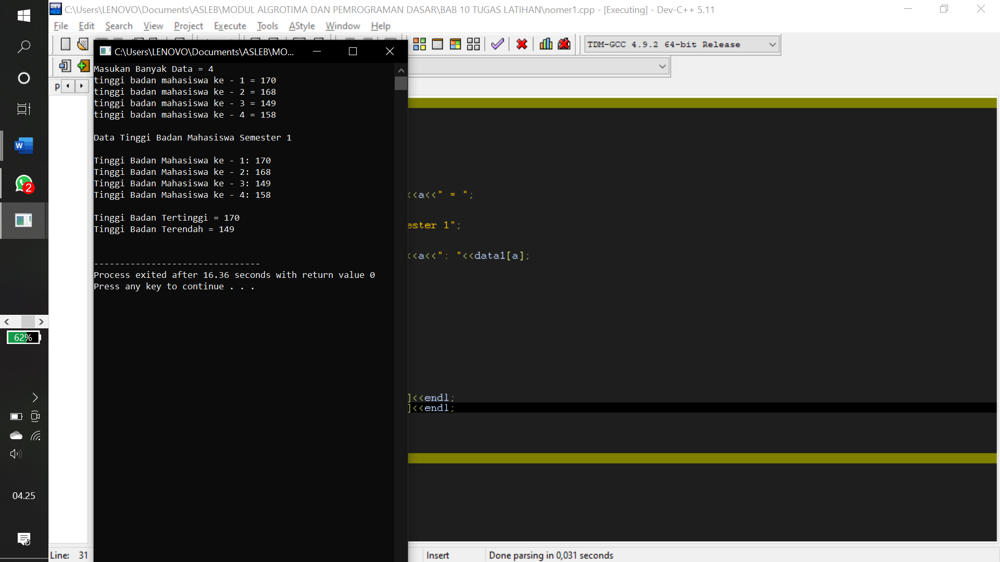 C:\Users\LENOVO\Documents\ASLEB\MODUL ALGROTIMA DAN PEMROGRAMAN DASAR\BAB 10 TUGAS LATIHAN\nomer1.cpp - [Executing] - Dev-C++ 5.11
File Edit Search View Project Execute Tools AStyle Window Help
TDM-GCC 4.9.2 64-bit Release
C:\Users\LENOVO\Documents\ASLEB\MO...
P
Masukan Banyak Data = 4
tinggi badan mahasiswa ke - 1 = 170
tinggi badan mahasiswa ke - 2 = 168
tinggi badan mahasiswa ke - 3 = 149
tinggi badan mahasiswa ke - 4 = 158
Data Tinggi Badan Mahasiswa Semester 1
Tinggi Badan Mahasiswa ke - 1: 170
Tinggi Badan Mahasiswa ke - 2: 168
Tinggi Badan Mahasiswa ke - 3: 149
Tinggi Badan Mahasiswa ke - 4: 158
Tinggi Badan Tertinggi = 170
Tinggi Badan Terendah = 149
--------------------------------
Process exited after 16.36 seconds with return value 0
Press any key to continue . . .
<<a<<" = ";
ester 1";
<<a<<": "<<data1[a];
]<<endl;
]<<endl;
W
2
62%
04.25
Line: 31
Insert
Done parsing in 0,031 seconds